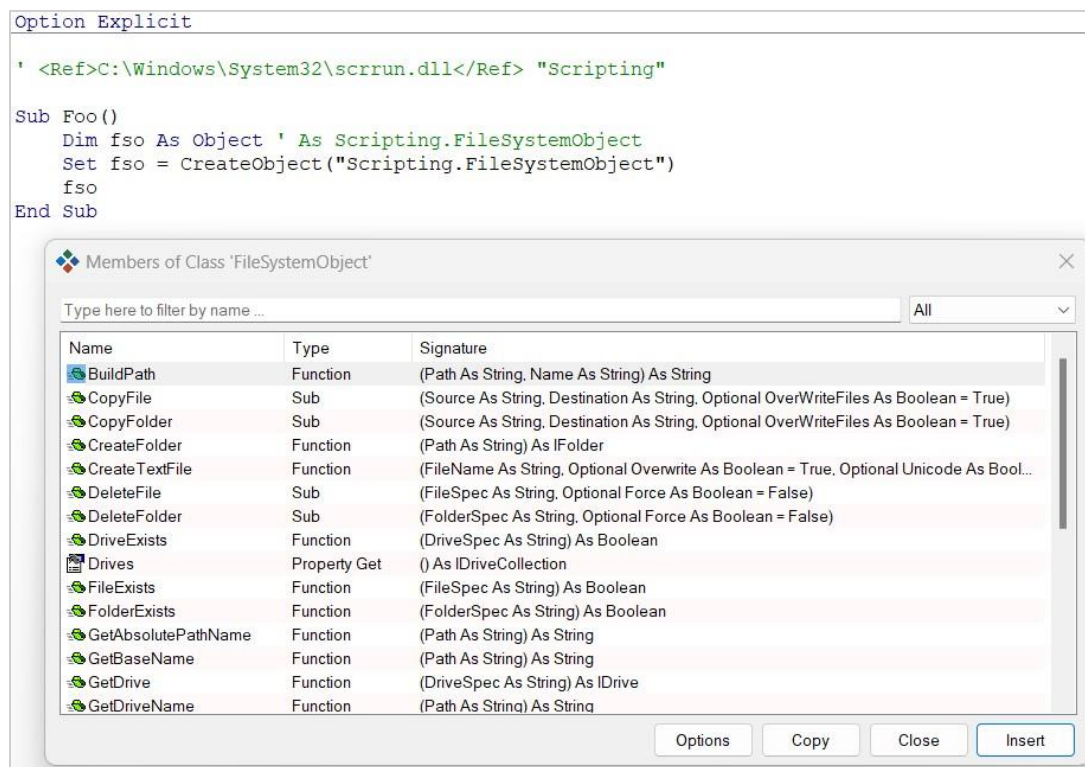 Option Explicit
' <Ref>C:\Windows\System32\scrrun.dll</Ref> "Scripting"
Sub Foo()
    Dim fso As Object ' As Scripting.FileSystemObject
    Set fso = CreateObject("Scripting.FileSystemObject")
    fso
End Sub
Members of Class 'FileSystemObject'
Type here to filter by name ... All
Name Type Signature
BuildPath Function (Path As String, Name As String) As String
CopyFile Sub (Source As String, Destination As String, Optional OverWriteFiles As Boolean = True)
CopyFolder Sub (Source As String, Destination As String, Optional OverWriteFiles As Boolean = True)
CreateFolder Function (Path As String) As IFolder
CreateTextFile Function (FileName As String, Optional Overwrite As Boolean = True, Optional Unicode As Bool...
DeleteFile Sub (FileSpec As String, Optional Force As Boolean = False)
DeleteFolder Sub (FolderSpec As String, Optional Force As Boolean = False)
DriveExists Function (DriveSpec As String) As Boolean
Drives Property Get () As IDriveCollection
FileExists Function (FileSpec As String) As Boolean
FolderExists Function (FolderSpec As String) As Boolean
GetAbsolutePathName Function (Path As String) As String
GetBaseName Function (Path As String) As String
GetDrive Function (DriveSpec As String) As IDrive
GetDriveName Function (Path As String) As String
Options Copy Close Insert